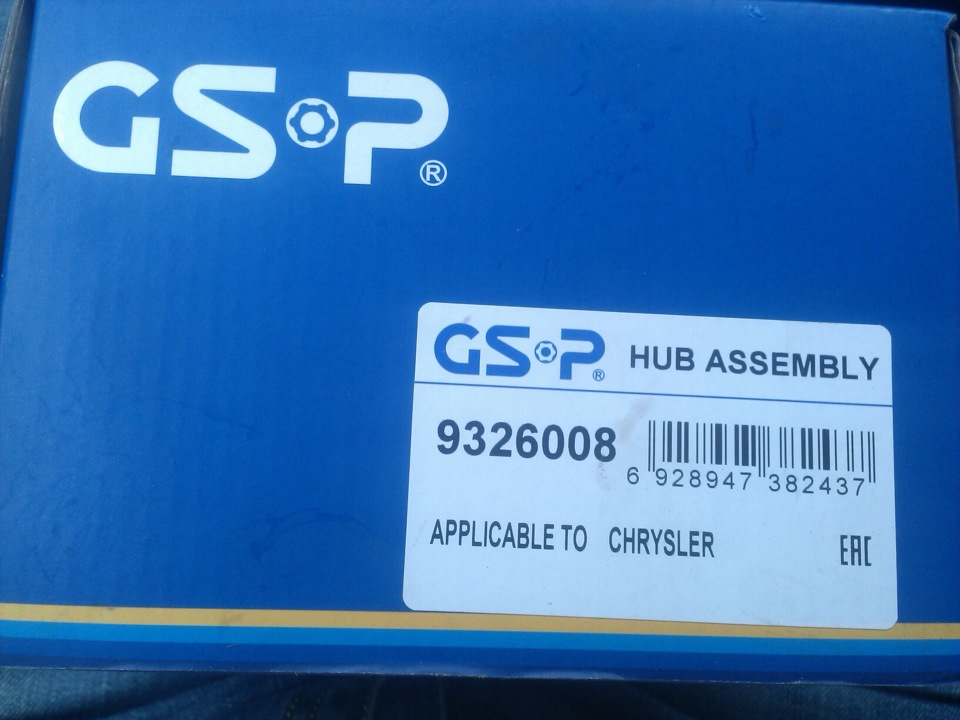 GSP®
GSP® HUB ASSEMBLY
9326008
6 928947 382437
APPLICABLE TO CHRYSLER
EAC